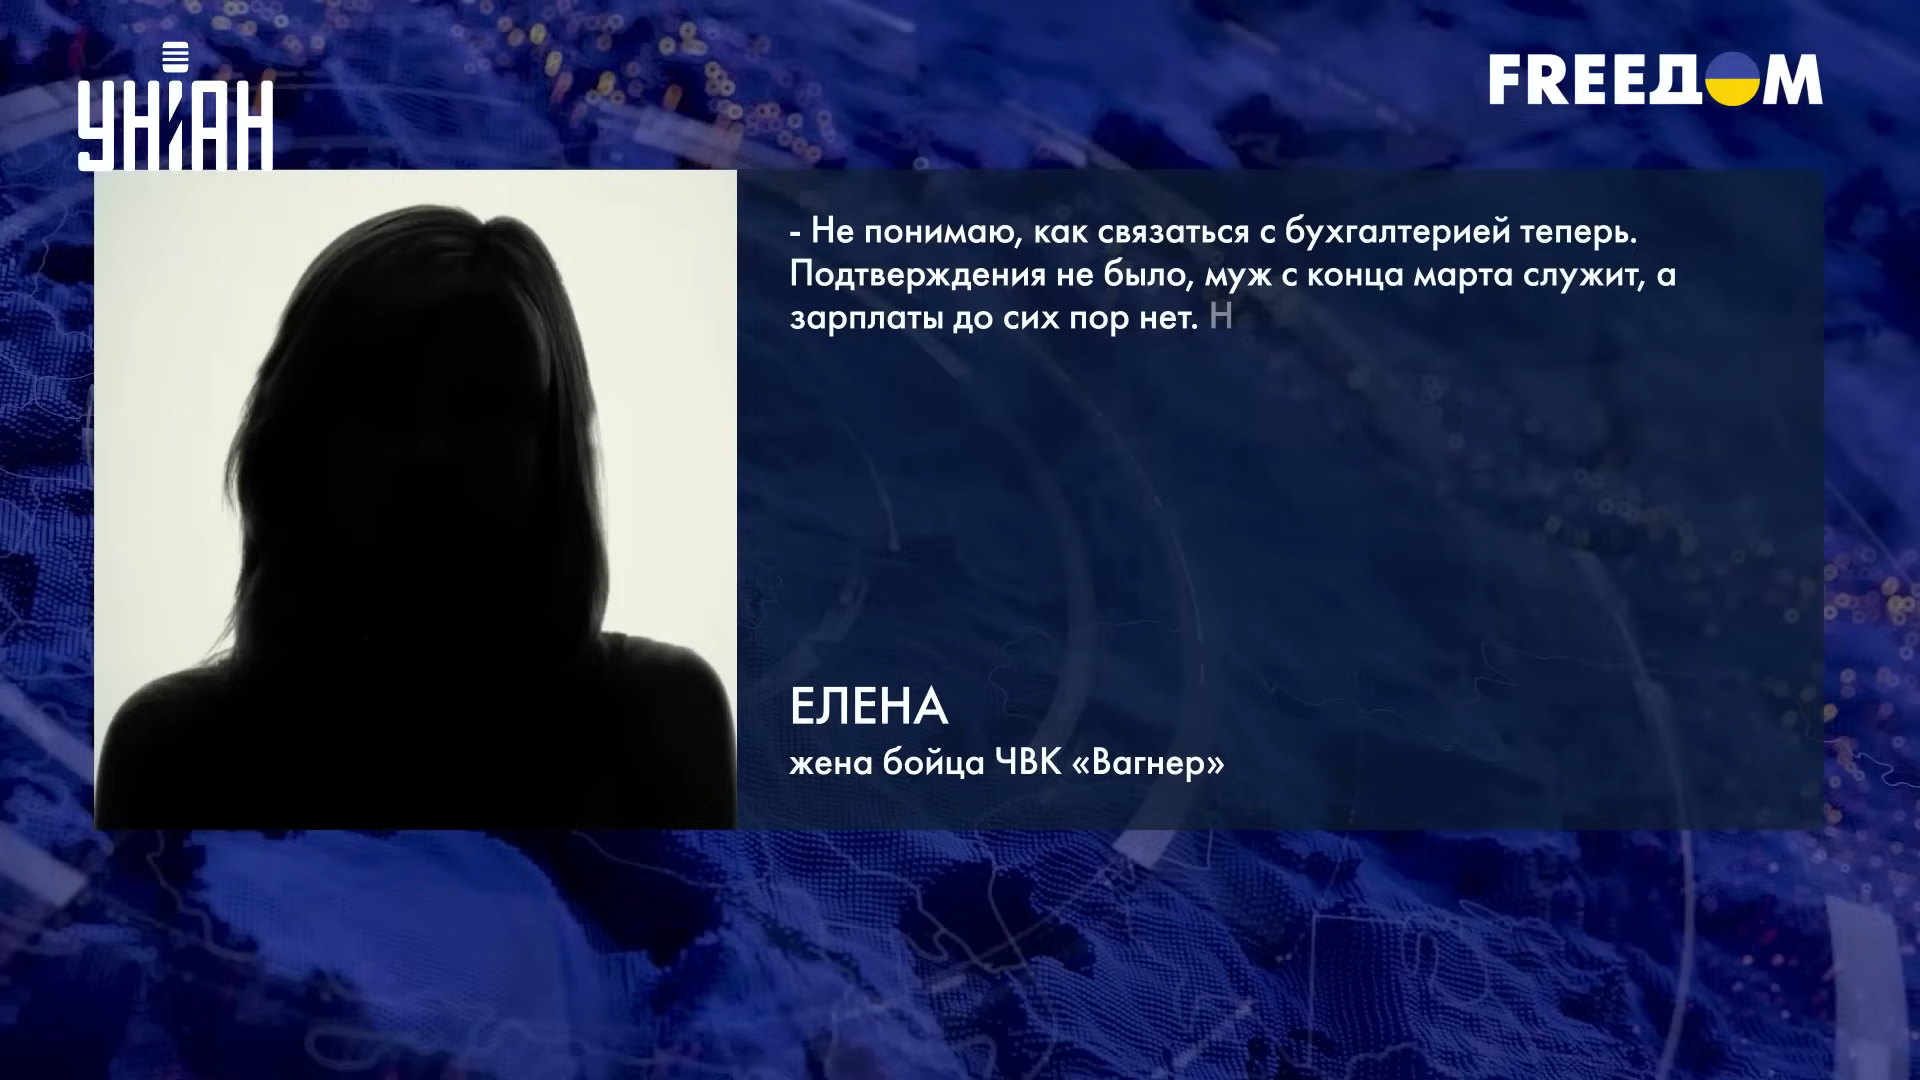 УНІАН
FREEДOM
- Не понимаю, как связаться с бухгалтерией теперь.
Подтверждения не было, муж с конца марта служит, а
зарплаты до сих пор нет. Н
ЕЛЕНА
жена бойца ЧВК «Вагнер»